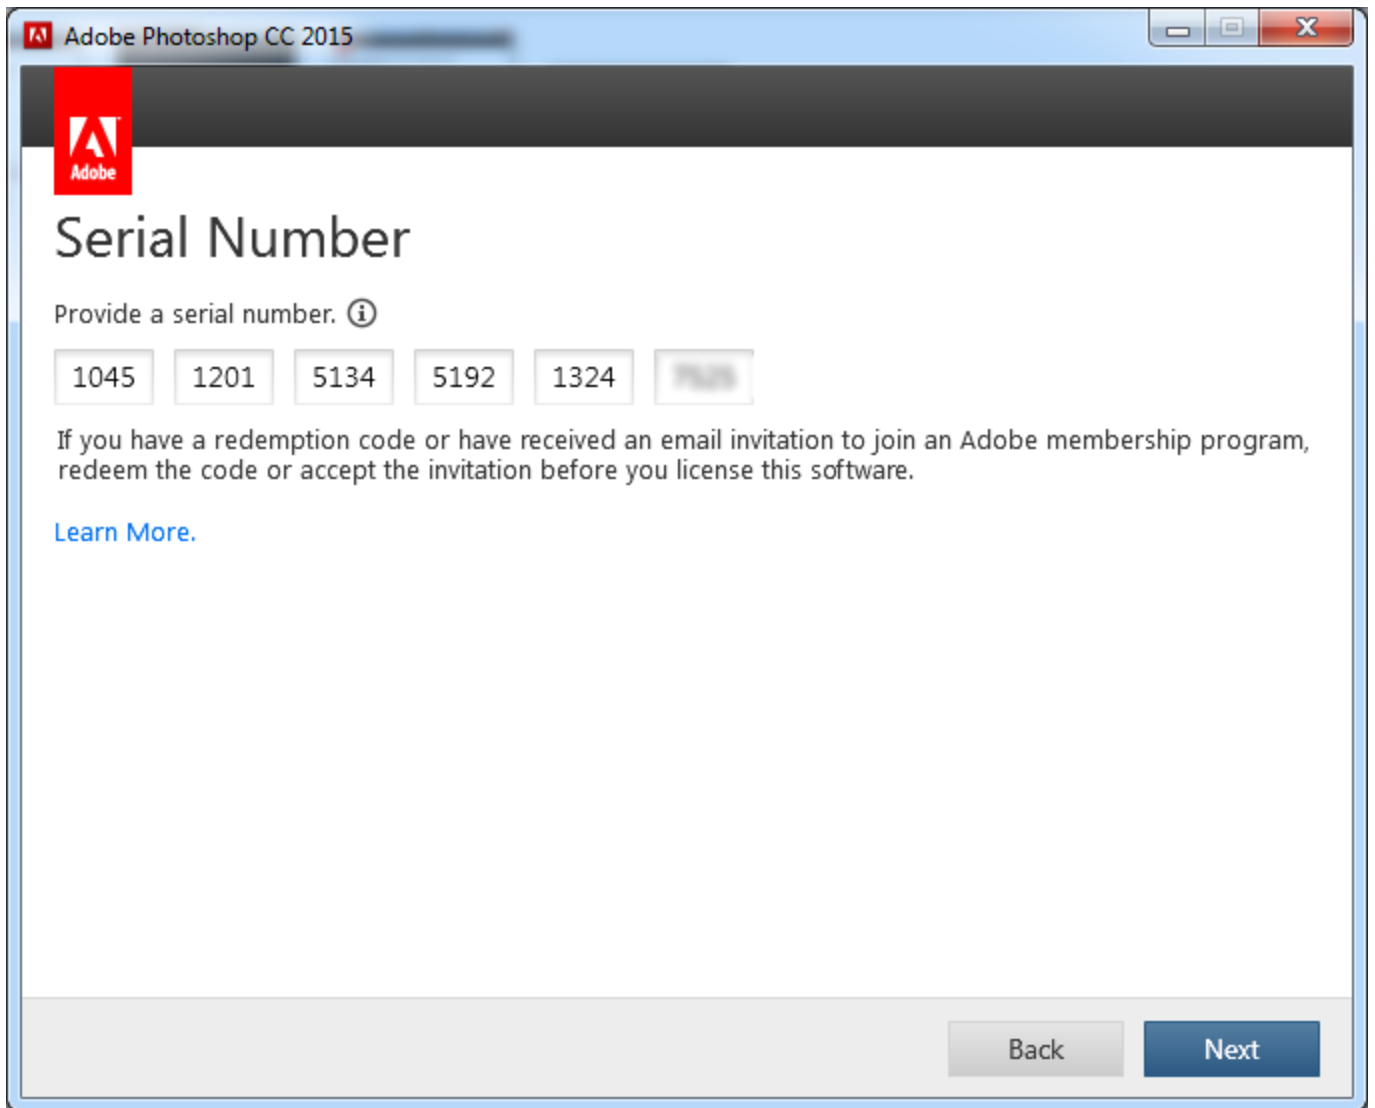 Adobe Photoshop CC 2015
Adobe
Serial Number
Provide a serial number.
1045 1201 5134 5192 1324
If you have a redemption code or have received an email invitation to join an Adobe membership program,
redeem the code or accept the invitation before you license this software.
Learn More.
Back Next